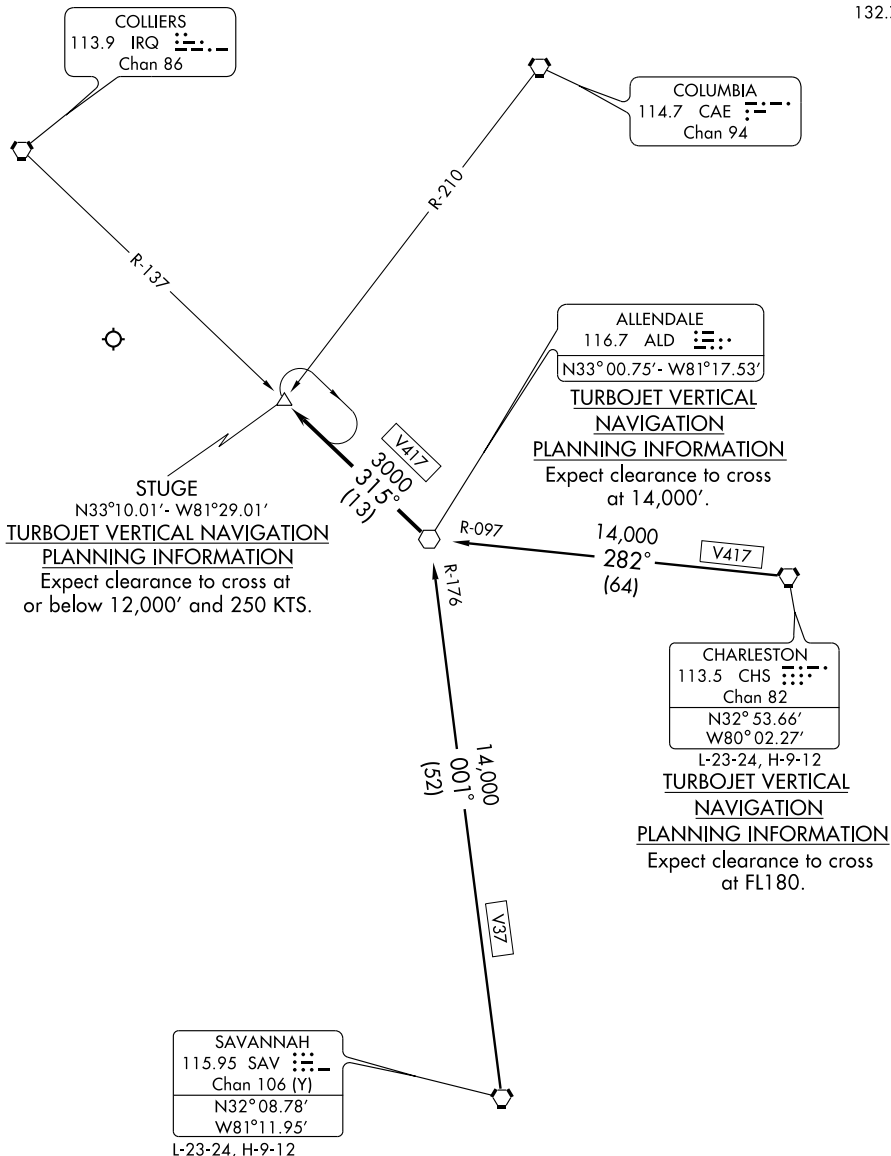 132.
COLLIERS
113.9 IRQ
Chan 86
COLUMBIA
114.7 CAE
Chan 94
R-210
R-137
ALLENDALE
116.7 ALD
N33°00.75′- W81°17.53′
TURBOJET VERTICAL
NAVIGATION
PLANNING INFORMATION
Expect clearance to cross
at 14,000′.
V417
3000
315°
(13)
STUGE
N33°10.01′- W81°29.01′
TURBOJET VERTICAL NAVIGATION
PLANNING INFORMATION
Expect clearance to cross at
or below 12,000′ and 250 KTS.
R-097
14,000
282°
(64)
V417
R-176
CHARLESTON
113.5 CHS
Chan 82
N32°53.66′
W80°02.27′
L-23-24, H-9-12
TURBOJET VERTICAL
NAVIGATION
PLANNING INFORMATION
Expect clearance to cross
at FL180.
14,000
001°
(52)
V37
SAVANNAH
115.95 SAV
Chan 106 (Y)
N32°08.78′
W81°11.95′
L-23-24, H-9-12